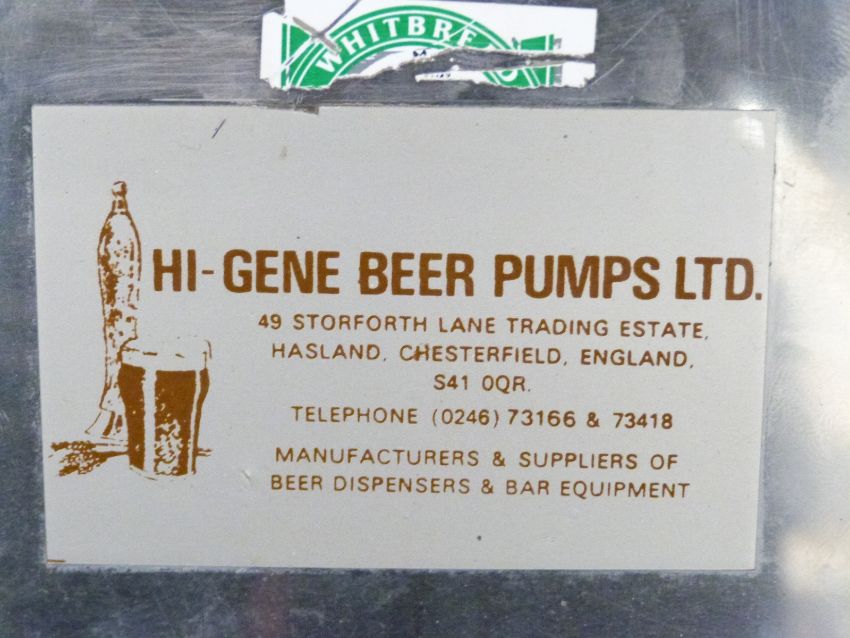 HI-GENE BEER PUMPS LTD.
49 STORFORTH LANE TRADING ESTATE,
HASLAND, CHESTERFIELD, ENGLAND,
S41 0QR.
TELEPHONE (0246) 73166 & 73418
MANUFACTURERS & SUPPLIERS OF
BEER DISPENSERS & BAR EQUIPMENT